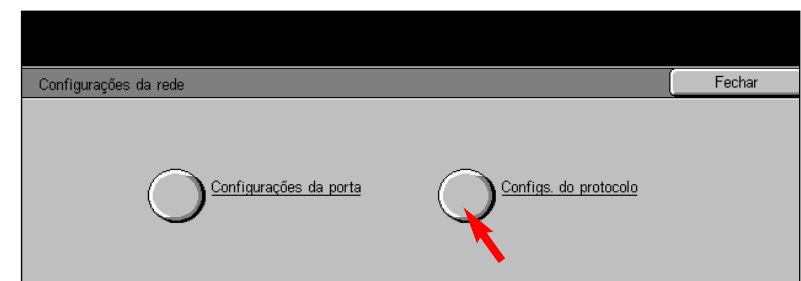 Configurações da rede
Fechar
Configurações da porta
Configs. do protocolo